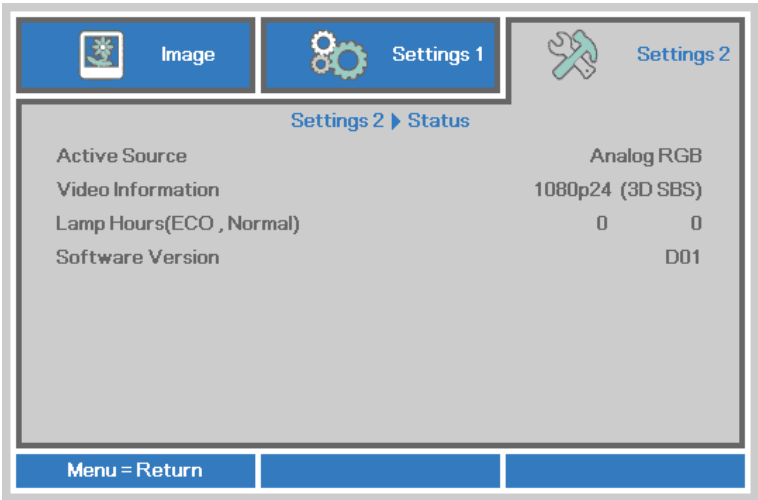 Image Settings 1 Settings 2
Settings 2 ▶ Status
Active Source Analog RGB
Video Information 1080p24 (3D SBS)
Lamp Hours(ECO , Normal) 0 0
Software Version D01
Menu = Return